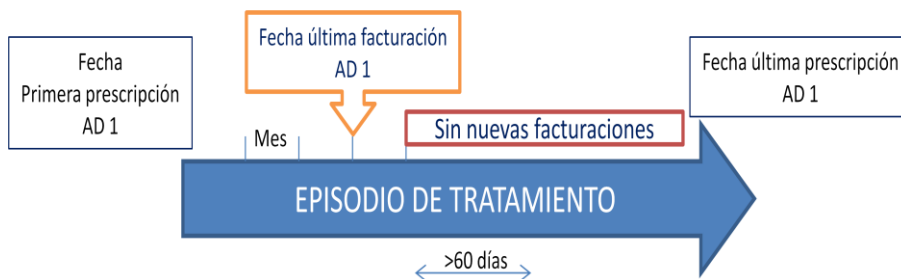 Fecha
Primera prescripción
AD 1
Fecha última facturación
AD 1
Fecha última prescripción
AD 1
Mes
Sin nuevas facturaciones
EPISODIO DE TRATAMIENTO
>60 días